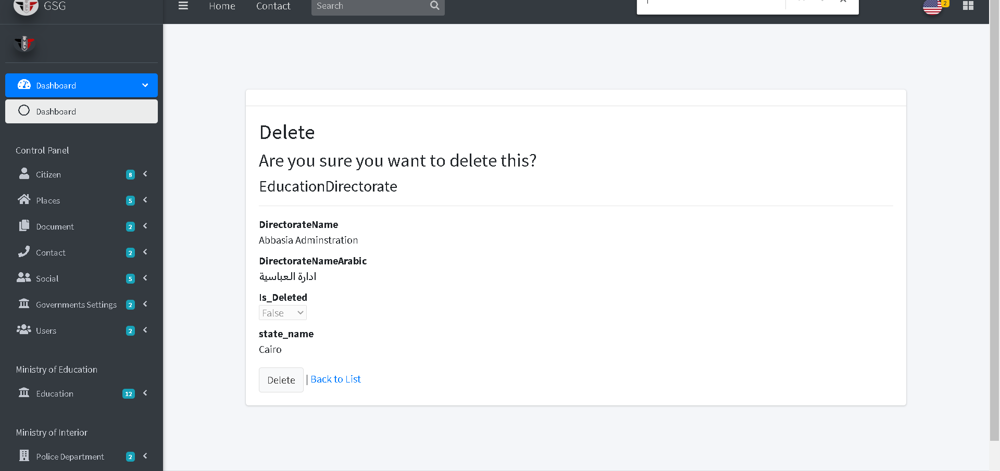 GSG
Home
Contact
Search
2
Dashboard
Dashboard
Control Panel
Citizen 8
Places 5
Document 2
Contact 2
Social 5
Governments Settings 2
Users 2
Ministry of Education
Education 12
Ministry of Interior
Police Department 2
Delete
Are you sure you want to delete this?
EducationDirectorate
DirectorateName
Abbasia Adminstration
DirectorateNameArabic
ادارة العباسية
Is_Deleted
False
state_name
Cairo
Delete | Back to List